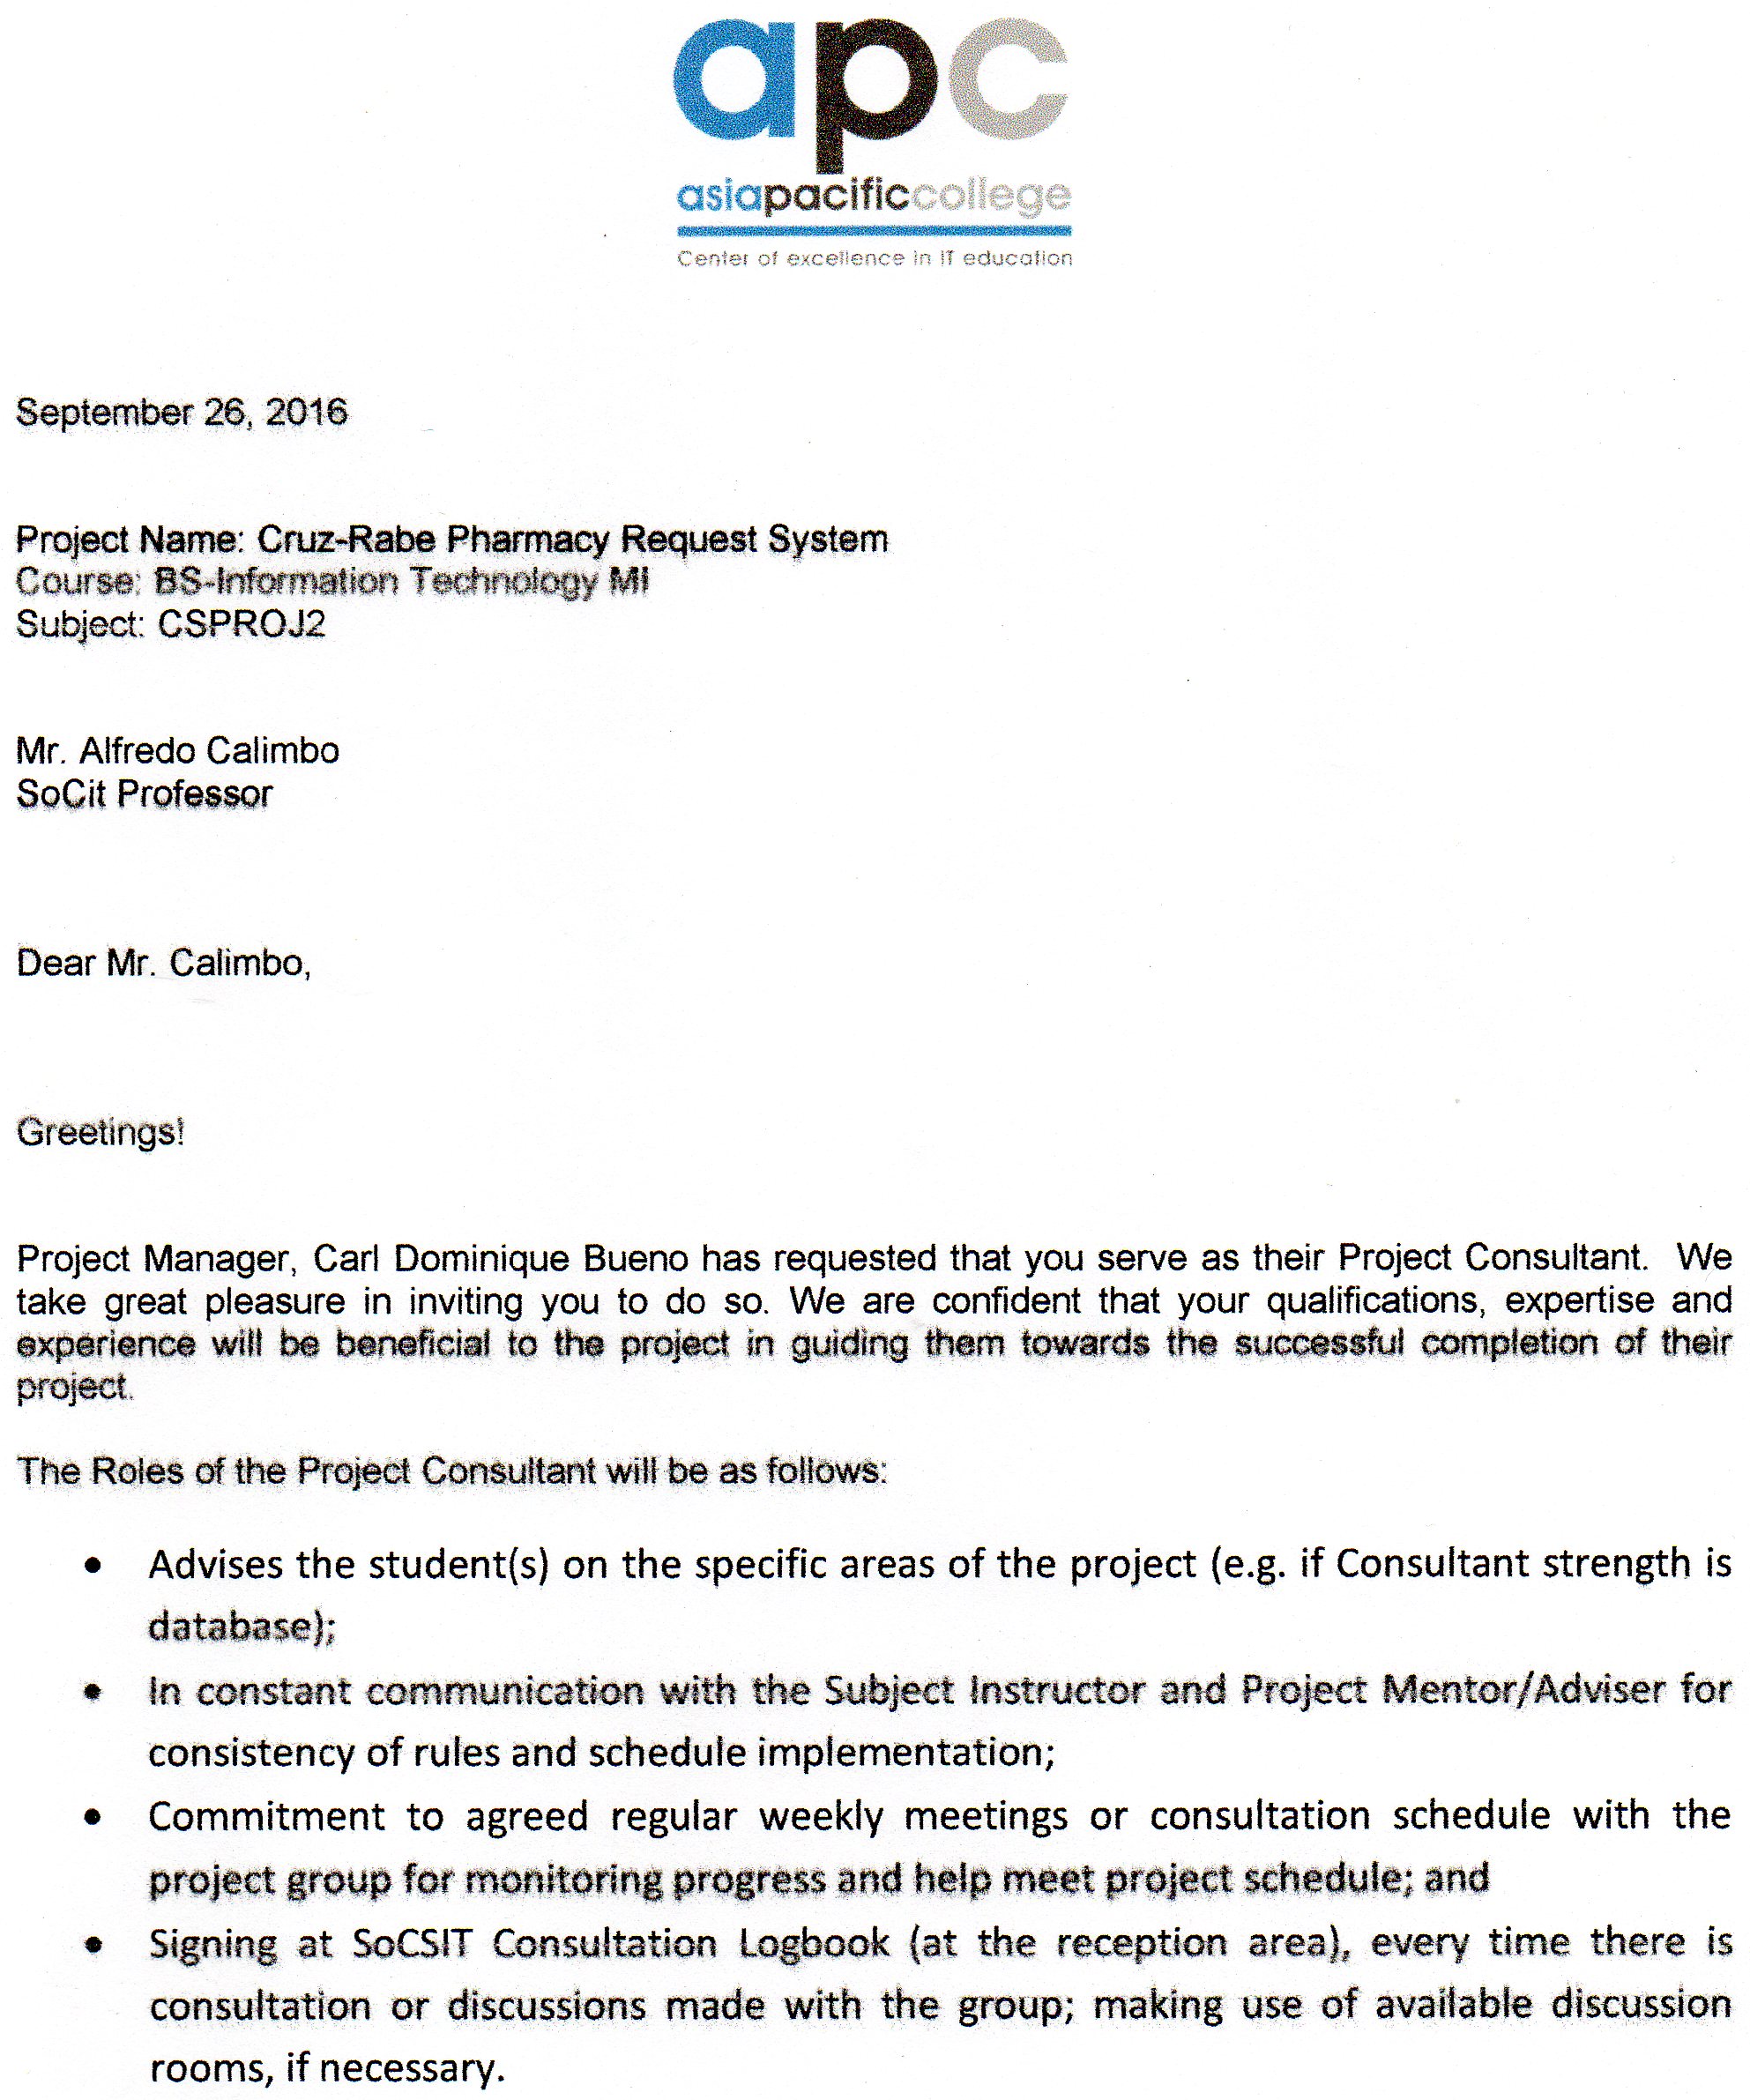 apc
asiapacificcollege
Center of excellence in IT education
September 26, 2016
Project Name: Cruz-Rabe Pharmacy Request System
Course: BS-Information Technology MI
Subject: CSPROJ2
Mr. Alfredo Calimbo
SoCit Professor
Dear Mr. Calimbo,
Greetings!
Project Manager, Carl Dominique Bueno has requested that you serve as their Project Consultant. We
take great pleasure in inviting you to do so. We are confident that your qualifications, expertise and
experience will be beneficial to the project in guiding them towards the successful completion of their
project.
The Roles of the Project Consultant will be as follows:
• Advises the student(s) on the specific areas of the project (e.g. if Consultant strength is
database);
• In constant communication with the Subject Instructor and Project Mentor/Adviser for
consistency of rules and schedule implementation;
• Commitment to agreed regular weekly meetings or consultation schedule with the
project group for monitoring progress and help meet project schedule; and
• Signing at SoCSIT Consultation Logbook (at the reception area), every time there is
consultation or discussions made with the group; making use of available discussion
rooms, if necessary.